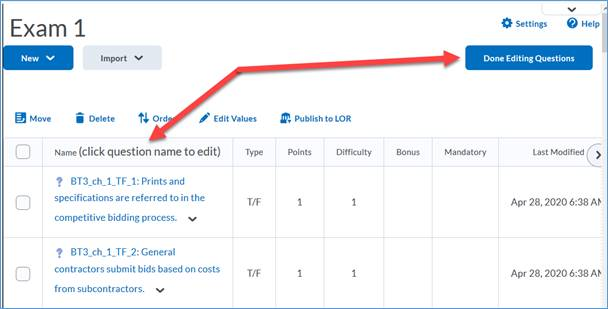 Exam 1
Settings
Help
New
Import
Done Editing Questions
Move
Delete
Orde
Edit Values
Publish to LOR
Name (click question name to edit)
Type
Points
Difficulty
Bonus
Mandatory
Last Modified
BT3_ch_1_TF_1: Prints and
specifications are referred to in the
competitive bidding process.
T/F
1
1
Apr 28, 2020 6:38 AM
BT3_ch_1_TF_2: General
contractors submit bids based on costs
from subcontractors.
T/F
1
1
Apr 28, 2020 6:38 AM